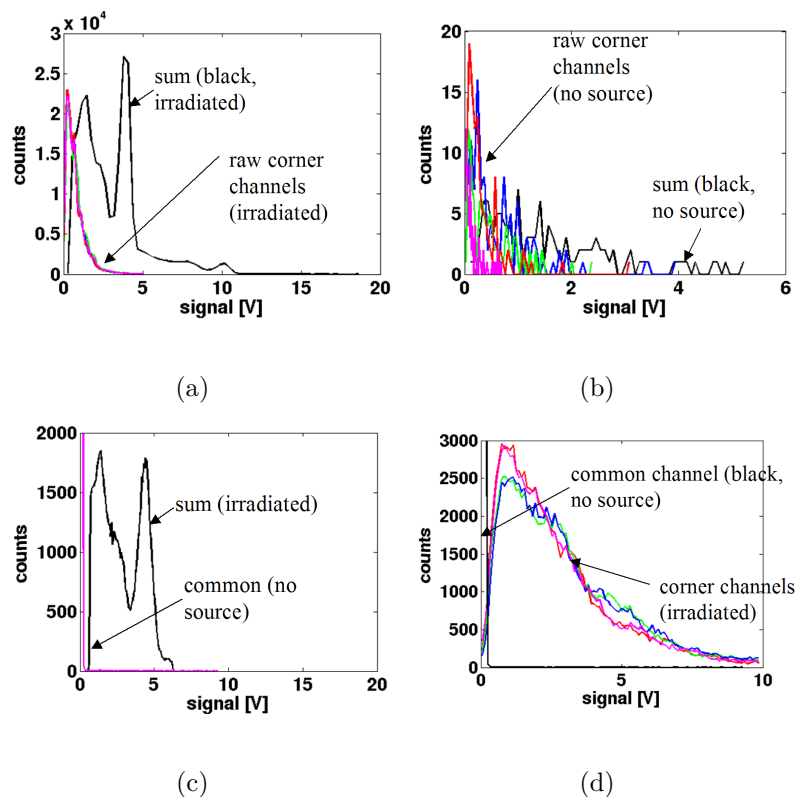 x 10⁴
3
2.5
2
1.5
1
0.5
0
counts
sum (black,
irradiated)
raw corner
channels
(irradiated)
0 5 10 15 20
signal [V]
(a)
20
15
10
5
0
counts
raw corner
channels
(no source)
sum (black,
no source)
0 2 4 6
signal [V]
(b)
2000
1500
1000
500
0
counts
sum (irradiated)
common (no
source)
0 5 10 15 20
signal [V]
(c)
3000
2500
2000
1500
1000
500
0
counts
common channel (black,
no source)
corner channels
(irradiated)
0 5 10
signal [V]
(d)